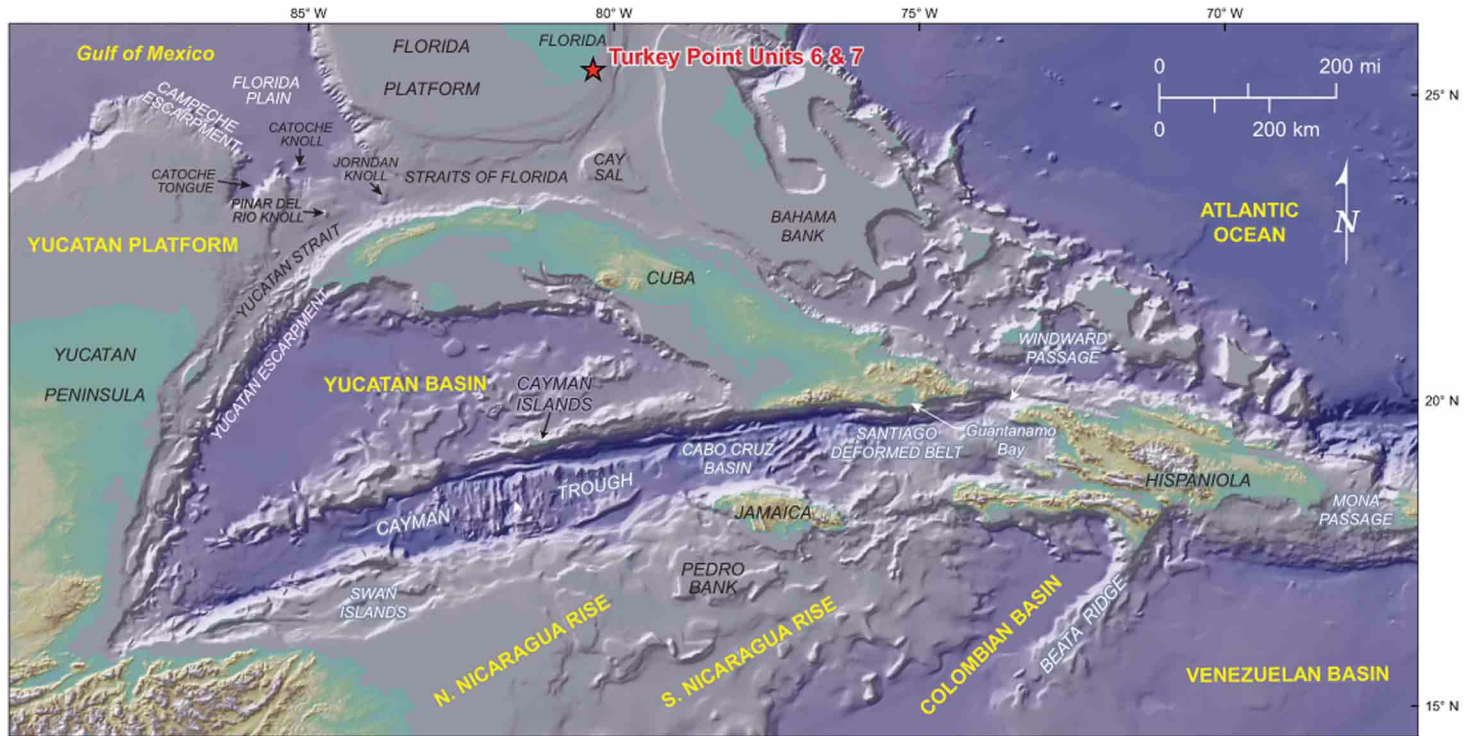 85° W
80° W
75° W
70° W
Gulf of Mexico
FLORIDA
PLATFORM
FLORIDA
Turkey Point Units 6 & 7
0
200 mi
0
200 km
25° N
FLORIDA
PLAIN
CAMPECHE
ESCARPMENT
CATOCHE
KNOLL
CATOCHE
TONGUE
JORNDAN
KNOLL
STRAITS OF FLORIDA
CAY
SAL
PINAR DEL
RIO KNOLL
BAHAMA
BANK
ATLANTIC
OCEAN
N
YUCATAN PLATFORM
YUCATAN STRAIT
CUBA
YUCATAN ESCARPMENT
YUCATAN
PENINSULA
WINDWARD
PASSAGE
YUCATAN BASIN
CAYMAN
ISLANDS
20° N
CABO CRUZ
BASIN
SANTIAGO
DEFORMED BELT
Guantanamo
Bay
HISPANIOLA
MONA
PASSAGE
CAYMAN
TROUGH
JAMAICA
PEDRO
BANK
SWAN
ISLANDS
N. NICARAGUA RISE
S. NICARAGUA RISE
COLOMBIAN BASIN
BEATA RIDGE
VENEZUELAN BASIN
15° N